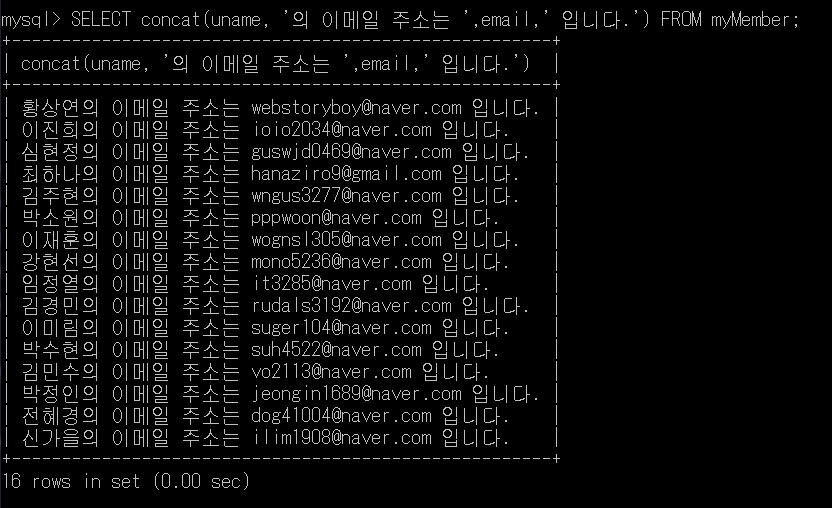 mysql> SELECT concat(uname, '의 이메일 주소는 ',email,' 입니다.') FROM myMember;
+------------------------------------------------------+
| concat(uname, '의 이메일 주소는 ',email,' 입니다.')  |
+------------------------------------------------------+
| 황상연의 이메일 주소는 webstoryboy@naver.com 입니다. |
| 이진희의 이메일 주소는 ioio2034@naver.com 입니다.    |
| 심현정의 이메일 주소는 guswjd0469@naver.com 입니다.  |
| 최하나의 이메일 주소는 hanaziro9@gmail.com 입니다.   |
| 김주현의 이메일 주소는 wngus3277@naver.com 입니다.   |
| 박소원의 이메일 주소는 pppwoon@naver.com 입니다.     |
| 이재훈의 이메일 주소는 wognsl305@naver.com 입니다.   |
| 강현선의 이메일 주소는 mono5236@naver.com 입니다.    |
| 임정열의 이메일 주소는 it3285@naver.com 입니다.      |
| 김경민의 이메일 주소는 rudals3192@naver.com 입니다.  |
| 이미림의 이메일 주소는 suger104@naver.com 입니다.    |
| 박수현의 이메일 주소는 suh4522@naver.com 입니다.     |
| 김민수의 이메일 주소는 vo2113@naver.com 입니다.      |
| 박정인의 이메일 주소는 jeongin1689@naver.com 입니다. |
| 전혜경의 이메일 주소는 dog41004@naver.com 입니다.    |
| 신가을의 이메일 주소는 ilim1908@naver.com 입니다.    |
+------------------------------------------------------+
16 rows in set (0.00 sec)